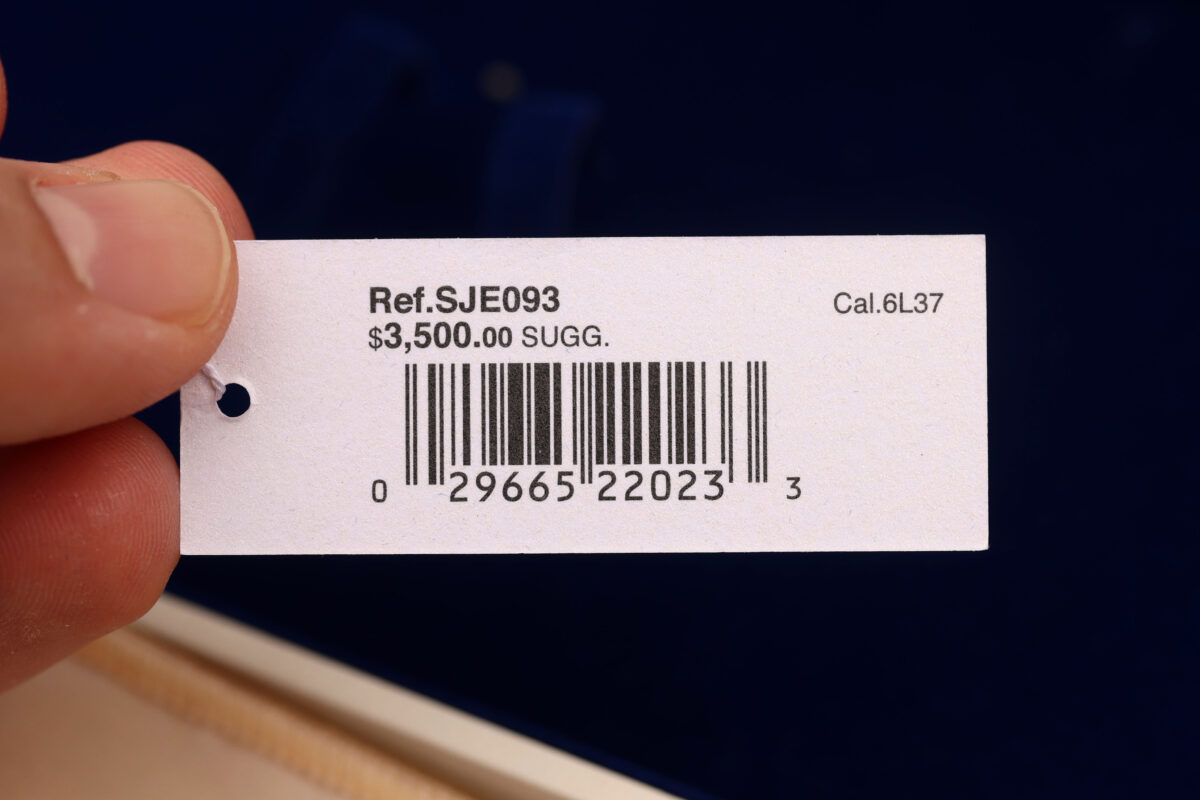 Ref.SJE093
Cal.6L37
$3,500.00 SUGG.
0 29665 22023 3